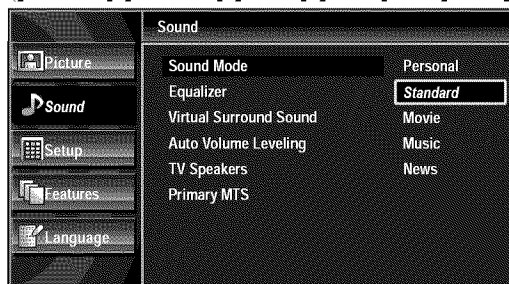 Sound
Picture
Sound
Setup
Features
Language
Sound Mode
Equalizer
Virtual Surround Sound
Auto Volume Leveling
TV Speakers
Primary MTS
Personal
Standard
Movie
Music
News